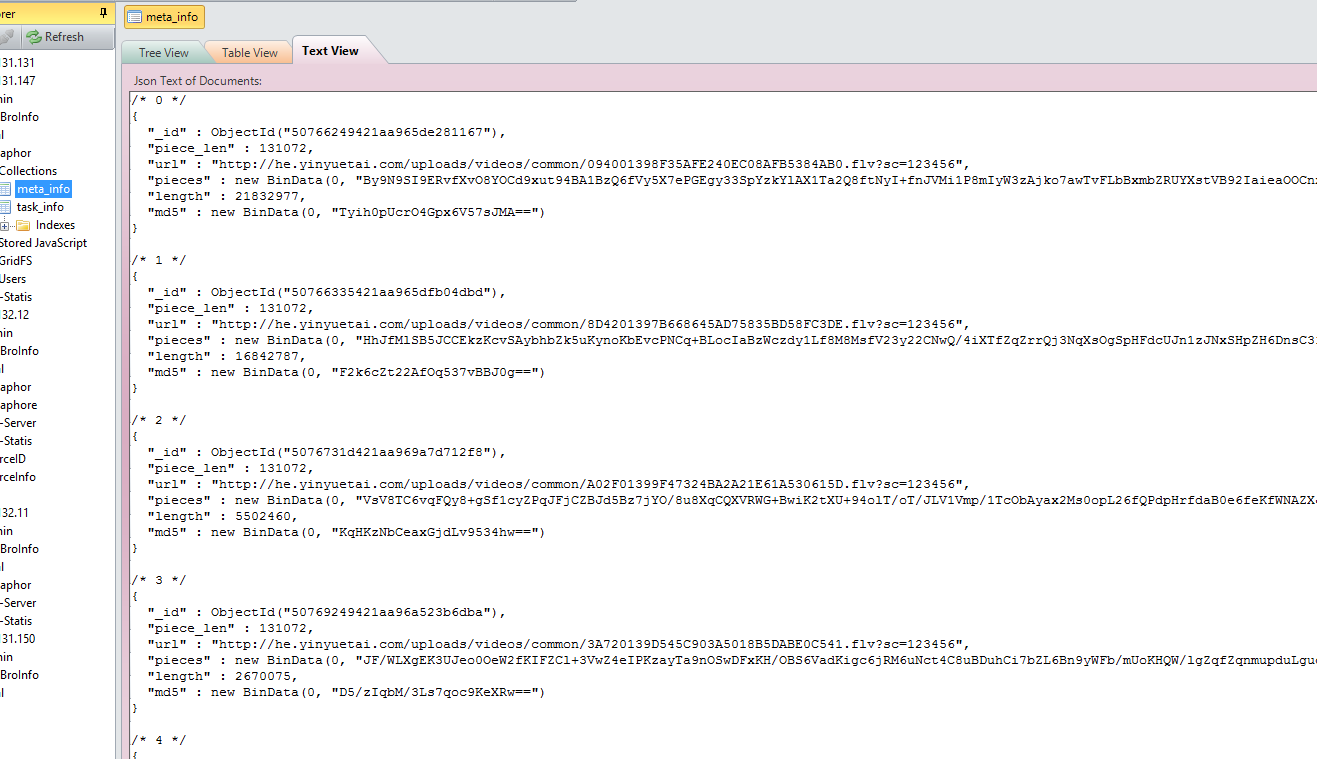 rer
Refresh
31.131
31.147
nin
BroInfo
l
aphor
Collections
meta_info
task_info
Indexes
Stored JavaScript
GridFS
Users
-Statis
32.12
nin
BroInfo
l
aphor
aphore
-Server
-Statis
rceID
rceInfo
32.11
nin
BroInfo
l
aphor
-Server
-Statis
31.150
nin
BroInfo
l
meta_info
Tree View
Table View
Text View
Json Text of Documents:
/* 0 */
{
"_id" : ObjectId("50766249421aa965de281167"),
"piece_len" : 131072,
"url" : "http://he.yinyuetai.com/uploads/videos/common/094001398F35AFE240EC08AFB5384AB0.flv?sc=123456",
"pieces" : new BinData(0, "By9N9SI9ERvfXvO8YOCd9xut94BA1BzQ6fVy5X7ePGEgy33SpYzkYlAX1Ta2Q8ftNyI+fnJVMi1P8mIyW3zAjko7awTvFLbBxmbZRUYXstVB92IaieaOOCn
"length" : 21832977,
"md5" : new BinData(0, "Tyih0pUcrO4Gpx6V57sJMA==")
}
/* 1 */
{
"_id" : ObjectId("50766335421aa965dfb04dbd"),
"piece_len" : 131072,
"url" : "http://he.yinyuetai.com/uploads/videos/common/8D4201397B668645AD75835BD58FC3DE.flv?sc=123456",
"pieces" : new BinData(0, "HhJfMlSB5JCCEkzKcvSAybhbZk5uKynoKbEvcPNCq+BLocIaBzWczdy1Lf8M8MsfV23y22CNwQ/4iXTfZqZrrQj3NqXsOgSpHFdcUJn1zJNxSHpZH6DnsC3
"length" : 16842787,
"md5" : new BinData(0, "F2k6cZt22AfOq537vBBJ0g==")
}
/* 2 */
{
"_id" : ObjectId("5076731d421aa969a7d712f8"),
"piece_len" : 131072,
"url" : "http://he.yinyuetai.com/uploads/videos/common/A02F01399F47324BA2A21E61A530615D.flv?sc=123456",
"pieces" : new BinData(0, "VsV8TC6vqFQy8+gSf1cyZPqJFjCZBJd5Bz7jYO/8u8XqCQXVRWG+BwiK2tXU+94olT/oT/JLV1Vmp/1TcObAyax2Ms0opL26fQPdpHrfdaB0e6feKfWNAZX
"length" : 5502460,
"md5" : new BinData(0, "KqHKzNbCeaxGjdLv9534hw==")
}
/* 3 */
{
"_id" : ObjectId("50769249421aa96a523b6dba"),
"piece_len" : 131072,
"url" : "http://he.yinyuetai.com/uploads/videos/common/3A720139D545C903A5018B5DABE0C541.flv?sc=123456",
"pieces" : new BinData(0, "JF/WLXgEK3UJeo0OeW2fKIFZCl+3VwZ4eIPKzayTa9nOSwDFxKH/OBS6VadKigc6jRM6uNct4C8uBDuhCi7bZL6Bn9yWFb/mUoKHQW/lgZqfZqnmupduLgu
"length" : 2670075,
"md5" : new BinData(0, "D5/zIqbM/3Ls7qoc9KeXRw==")
}
/* 4 */
{